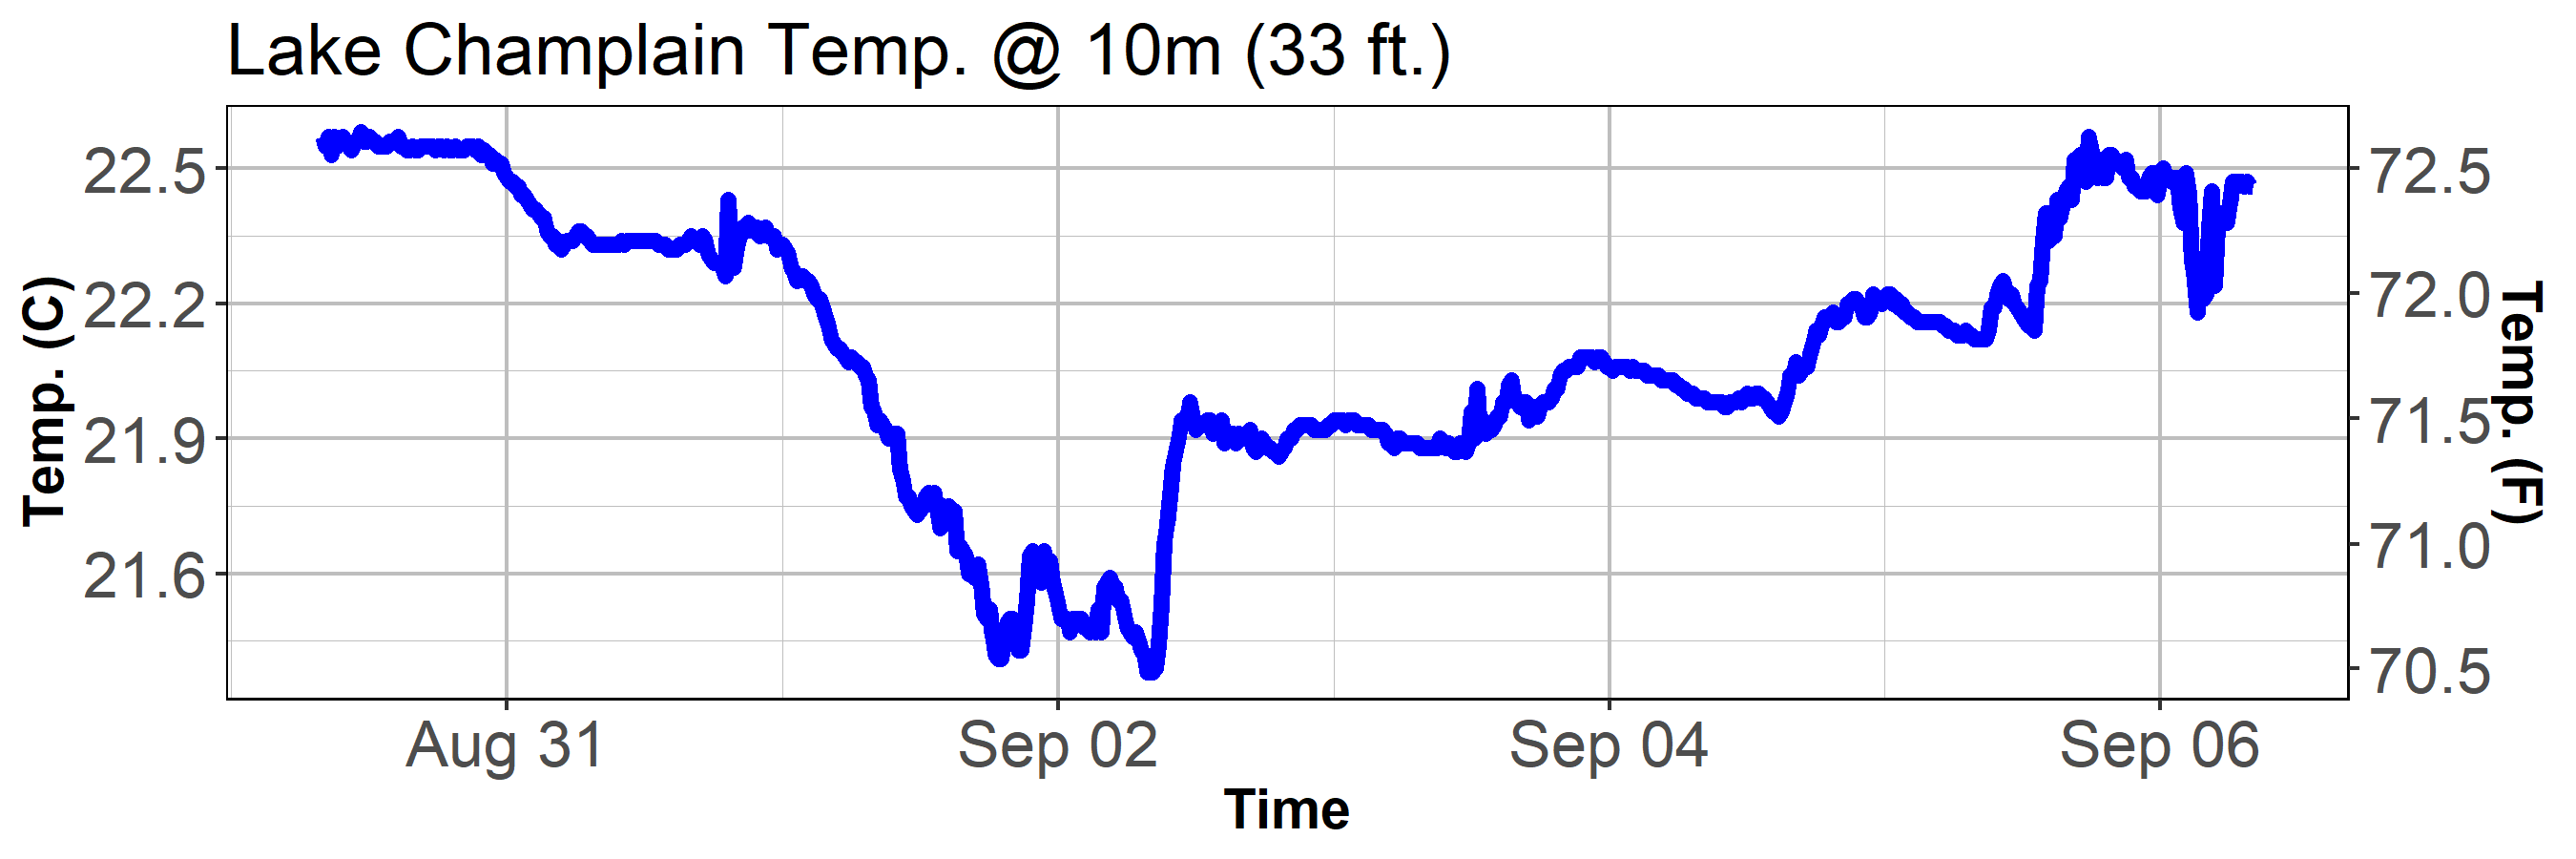 Lake Champlain Temp. @ 10m (33 ft.)
Temp. (C)
22.5
22.2
21.9
21.6
72.5
72.0
71.5
71.0
70.5
Temp. (F)
Aug 31 Sep 02 Sep 04 Sep 06
Time